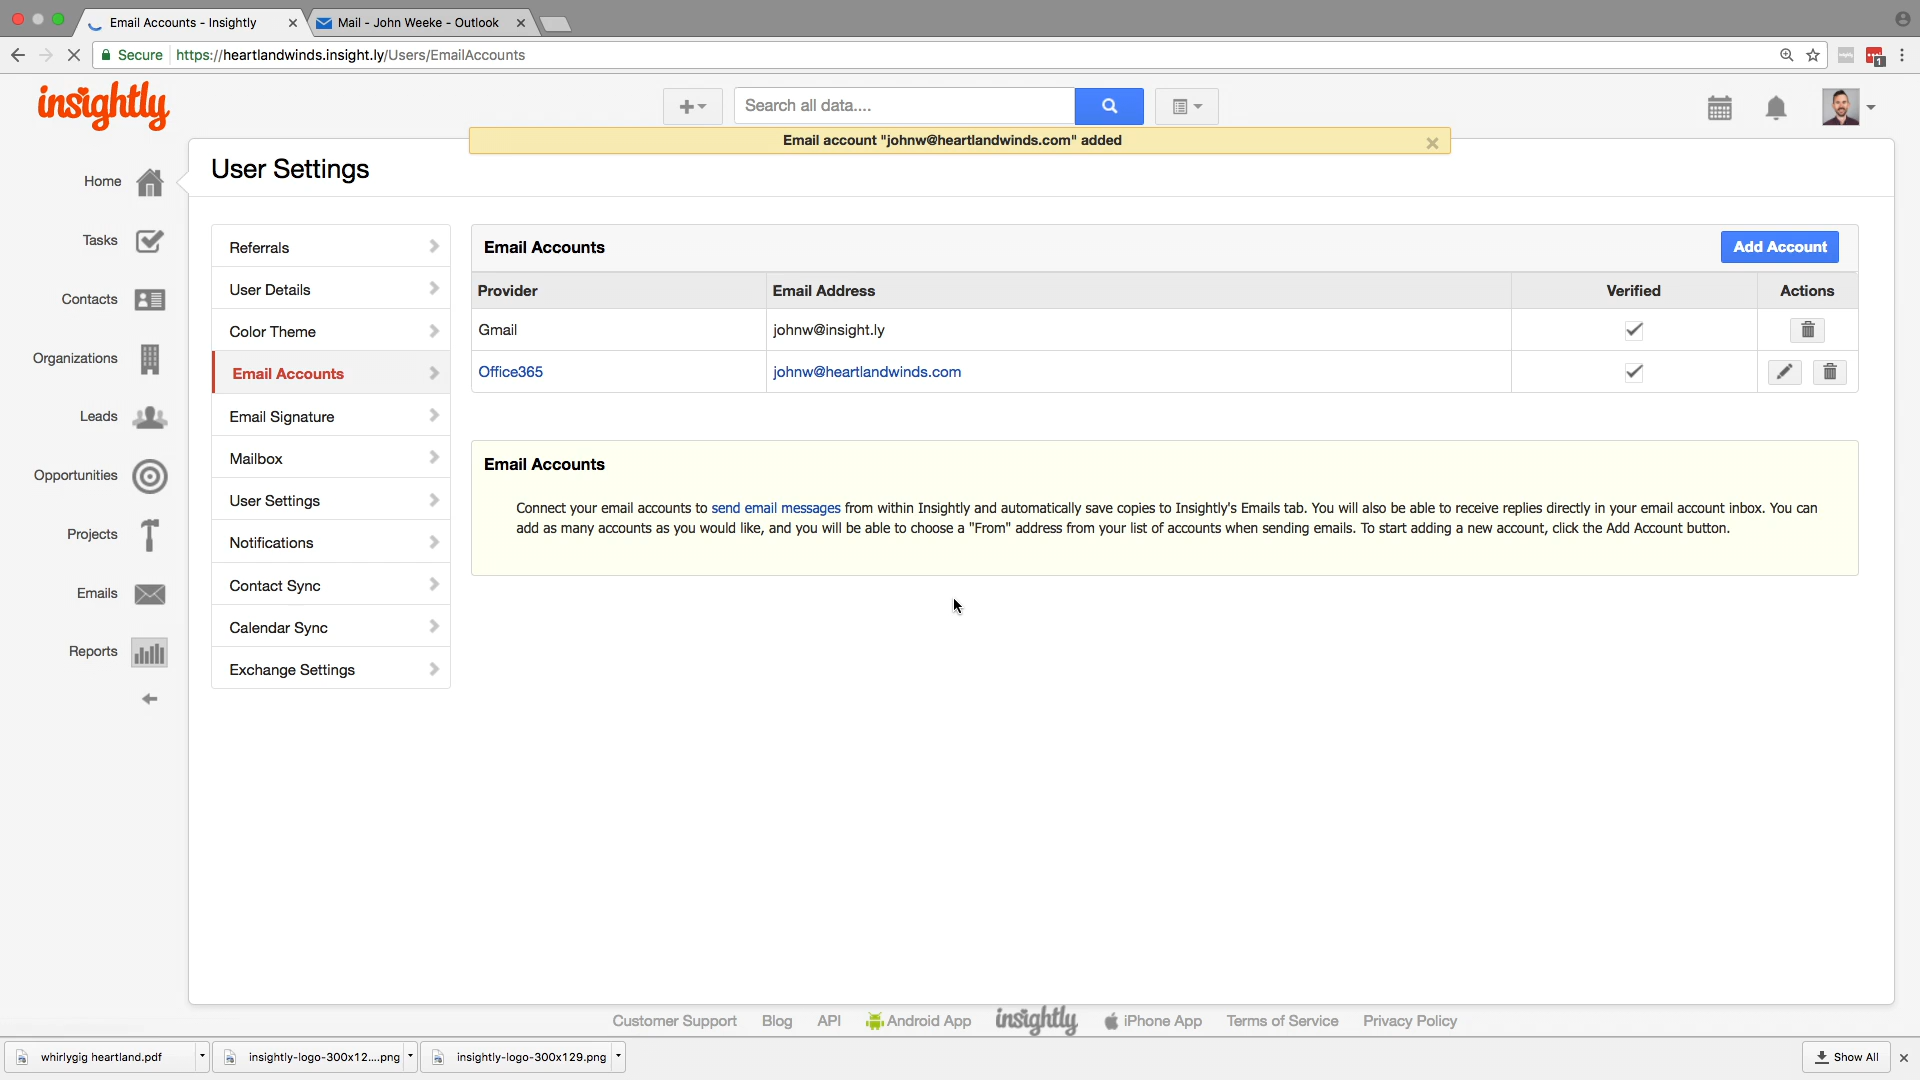 Email Accounts - Insightly
Mail - John Weeke - Outlook
Secure https://heartlandwinds.insight.ly/Users/EmailAccounts
1
insightly
Search all data....
Email account "johnw@heartlandwinds.com" added
User Settings
Home
Tasks
Contacts
Organizations
Leads
Opportunities
Projects
Emails
Reports
Referrals
User Details
Color Theme
Email Accounts
Email Signature
Mailbox
User Settings
Notifications
Contact Sync
Calendar Sync
Exchange Settings
Email Accounts Add Account
Provider Email Address Verified Actions
Gmail johnw@insight.ly
Office365 johnw@heartlandwinds.com
Email Accounts
Connect your email accounts to send email messages from within Insightly and automatically save copies to Insightly's Emails tab. You will also be able to receive replies directly in your email account inbox. You can
add as many accounts as you would like, and you will be able to choose a "From" address from your list of accounts when sending emails. To start adding a new account, click the Add Account button.
Customer Support Blog API Android App insightly iPhone App Terms of Service Privacy Policy
whirlygig heartland.pdf insightly-logo-300x12....png insightly-logo-300x129.png Show All